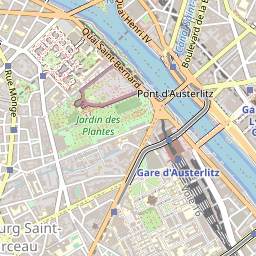 Quai Henri IV
Quai Saint-Bernard
Boulevard de la B
Rue Monge
Pont d'Austerlitz
Jardin des
Plantes
Gare d'Austerlitz
urg Saint-
rceau